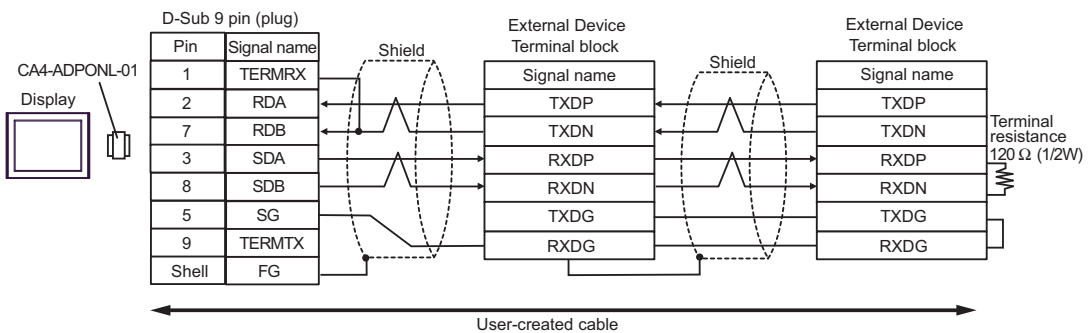 D-Sub 9 pin (plug)
External Device
Terminal block
External Device
Terminal block
CA4-ADPONL-01
Display
Pin Signal name
1 TERMRX
2 RDA
7 RDB
3 SDA
8 SDB
5 SG
9 TERMTX
Shell FG
Shield
Signal name
TXDP
TXDN
RXDP
RXDN
TXDG
RXDG
Shield
Signal name
TXDP
TXDN
RXDP
RXDN
TXDG
RXDG
Terminal
resistance
120 Ω (1/2W)
User-created cable